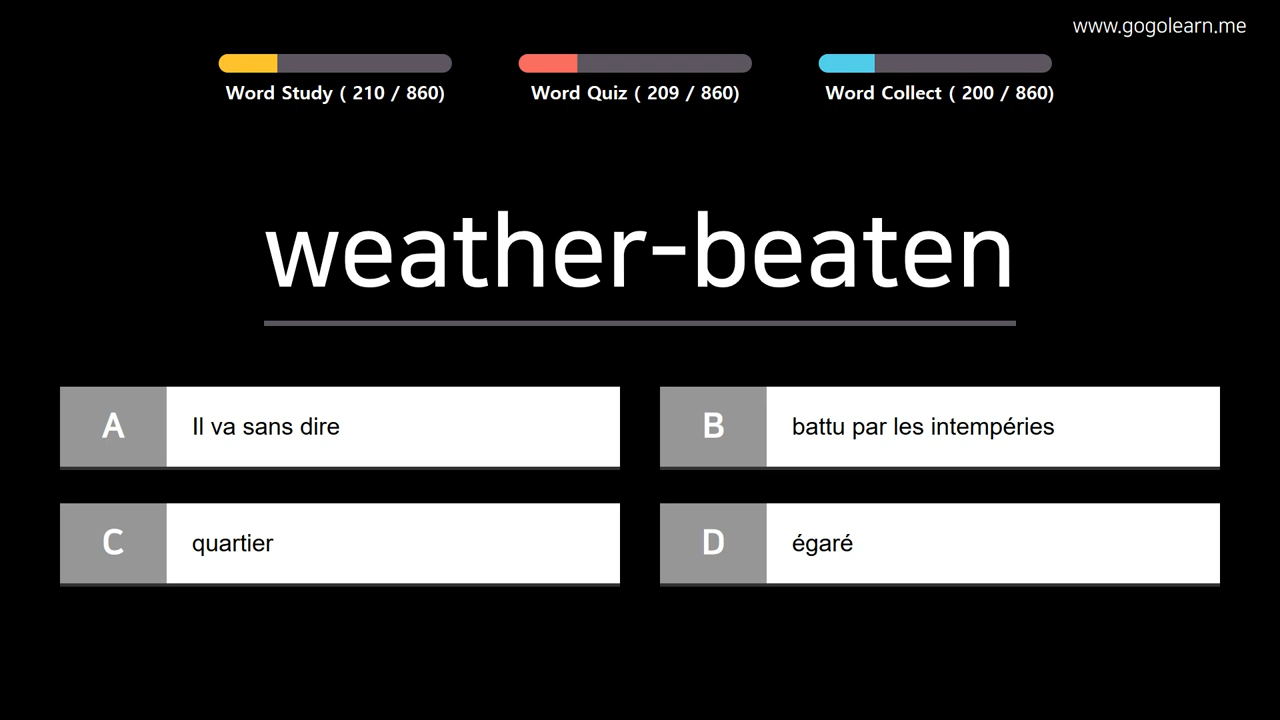 www.gogolearn.me
Word Study ( 210 / 860)
Word Quiz ( 209 / 860)
Word Collect ( 200 / 860)
weather-beaten
A
Il va sans dire
B
battu par les intempéries
C
quartier
D
égaré